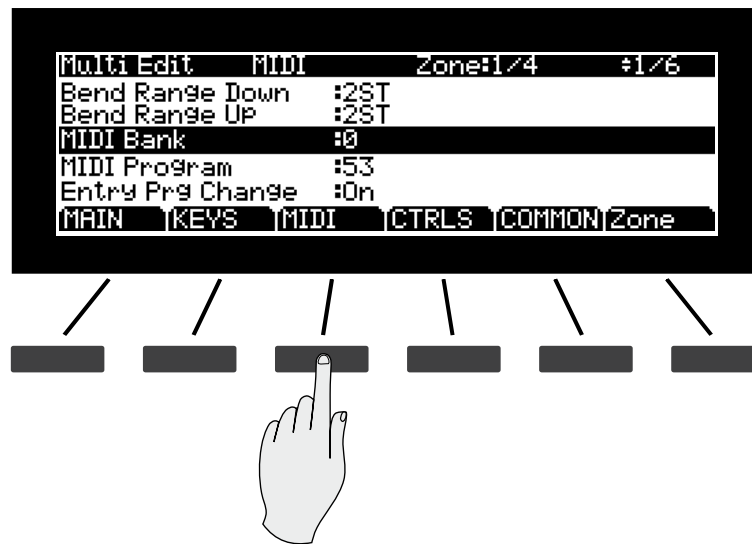 Multi Edit MIDI Zone:1/4 ÷1/6
Bend Range Down :2ST
Bend Range Up :2ST
MIDI Bank :0
MIDI Program :53
Entry Prg Change :On
MAIN KEYS MIDI CTRLS COMMON Zone